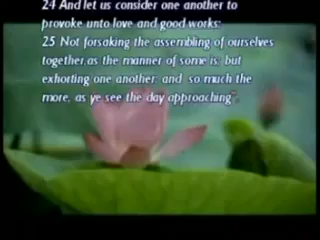 24 And let us consider one another to
provoke unto love and good works:
25 Not forsaking the assembling of ourselves
together,as the manner of some is; but
exhorting one another: and so much the
more, as ye see the day approaching".